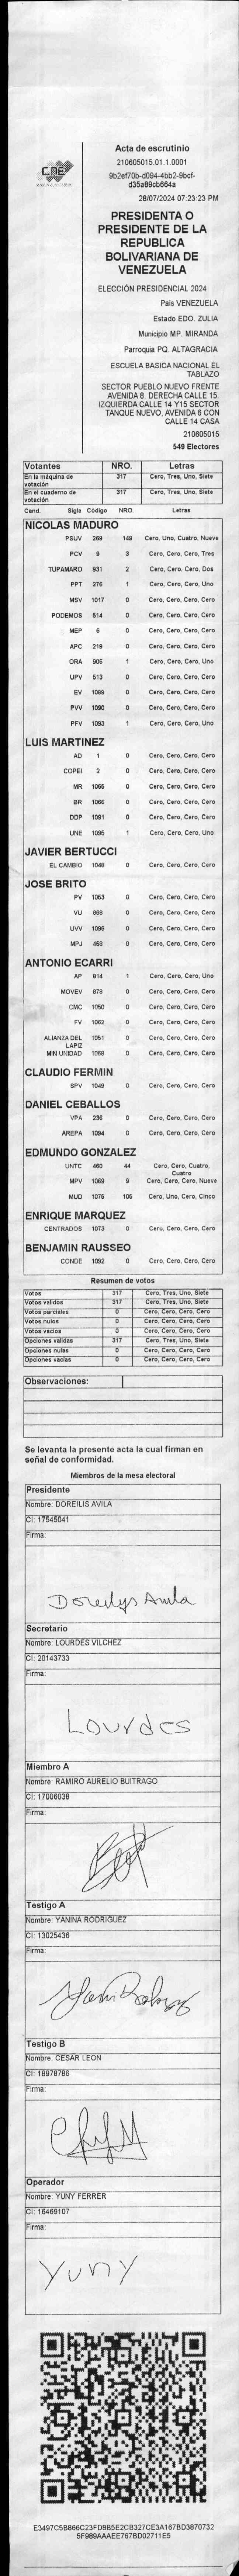 Acta de escrutinio
210605015.01.1.0001
9b2ef70b-d094-4bb2-9bcf-
d35a89cb664a
28/07/2024 07:23:23 PM
CNE
PRESIDENTA O
PRESIDENTE DE LA
REPUBLICA
BOLIVARIANA DE
VENEZUELA
ELECCIÓN PRESIDENCIAL 2024
País VENEZUELA
Estado EDO. ZULIA
Municipio MP. MIRANDA
Parroquia PQ. ALTAGRACIA
ESCUELA BASICA NACIONAL EL
TABLAZO
SECTOR PUEBLO NUEVO FRENTE
AVENIDA 8. DERECHA CALLE 15.
IZQUIERDA CALLE 14 Y15 SECTOR
TANQUE NUEVO, AVENIDA 6 CON
CALLE 14 CASA
210605015
549 Electores
Votantes NRO. Letras
En la máquina de votación 317 Cero, Tres, Uno, Siete
En el cuaderno de votación 317 Cero, Tres, Uno, Siete
Cand. Sigla Código NRO. Letras
NICOLAS MADURO
PSUV 269 149 Cero, Uno, Cuatro, Nueve
PCV 9 3 Cero, Cero, Cero, Tres
TUPAMARO 931 2 Cero, Cero, Cero, Dos
PPT 276 1 Cero, Cero, Cero, Uno
MSV 1017 0 Cero, Cero, Cero, Cero
PODEMOS 514 0 Cero, Cero, Cero, Cero
MEP 6 0 Cero, Cero, Cero, Cero
APC 219 0 Cero, Cero, Cero, Cero
ORA 906 1 Cero, Cero, Cero, Uno
UPV 513 0 Cero, Cero, Cero, Cero
EV 1089 0 Cero, Cero, Cero, Cero
PVV 1090 0 Cero, Cero, Cero, Cero
PFV 1093 1 Cero, Cero, Cero, Uno
LUIS MARTINEZ
AD 1 0 Cero, Cero, Cero, Cero
COPEI 2 0 Cero, Cero, Cero, Cero
MR 1065 0 Cero, Cero, Cero, Cero
BR 1066 0 Cero, Cero, Cero, Cero
DDP 1091 0 Cero, Cero, Cero, Cero
UNE 1095 1 Cero, Cero, Cero, Uno
JAVIER BERTUCCI
EL CAMBIO 1048 0 Cero, Cero, Cero, Cero
JOSE BRITO
PV 1053 0 Cero, Cero, Cero, Cero
VU 868 0 Cero, Cero, Cero, Cero
UVV 1096 0 Cero, Cero, Cero, Cero
MPJ 458 0 Cero, Cero, Cero, Cero
ANTONIO ECARRI
AP 814 1 Cero, Cero, Cero, Uno
MOVEV 878 0 Cero, Cero, Cero, Cero
CMC 1050 0 Cero, Cero, Cero, Cero
FV 1062 0 Cero, Cero, Cero, Cero
ALIANZA DEL LAPIZ 1051 0 Cero, Cero, Cero, Cero
MIN UNIDAD 1068 0 Cero, Cero, Cero, Cero
CLAUDIO FERMIN
SPV 1049 0 Cero, Cero, Cero, Cero
DANIEL CEBALLOS
VPA 236 0 Cero, Cero, Cero, Cero
AREPA 1094 0 Cero, Cero, Cero, Cero
EDMUNDO GONZALEZ
UNTC 460 44 Cero, Cero, Cuatro, Cuatro
MPV 1069 9 Cero, Cero, Cero, Nueve
MUD 1075 105 Cero, Uno, Cero, Cinco
ENRIQUE MARQUEZ
CENTRADOS 1073 0 Cero, Cero, Cero, Cero
BENJAMIN RAUSSEO
CONDE 1092 0 Cero, Cero, Cero, Cero
Resumen de votos
Votos 317 Cero, Tres, Uno, Siete
Votos validos 317 Cero, Tres, Uno, Siete
Votos parciales 0 Cero, Cero, Cero, Cero
Votos nulos 0 Cero, Cero, Cero, Cero
Votos vacios 0 Cero, Cero, Cero, Cero
Opciones validas 317 Cero, Tres, Uno, Siete
Opciones nulas 0 Cero, Cero, Cero, Cero
Opciones vacias 0 Cero, Cero, Cero, Cero
Observaciones:
Se levanta la presente acta la cual firman en
señal de conformidad.
Miembros de la mesa electoral
Presidente
Nombre: DOREILIS AVILA
CI: 17545041
Firma:
Doreilys Avila
Secretario
Nombre: LOURDES VILCHEZ
CI: 20143733
Firma:
Lourdes
Miembro A
Nombre: RAMIRO AURELIO BUITRAGO
CI: 17006038
Firma:
Testigo A
Nombre: YANINA RODRIGUEZ
CI: 13025436
Firma:
Testigo B
Nombre: CESAR LEON
CI: 18978786
Firma:
Operador
Nombre: YUNY FERRER
CI: 16469107
Firma:
Yuny
E3497C5B866C23FD8B5E2CB327CE3A167BD3870732
5F989AAAEE767BD02711E5